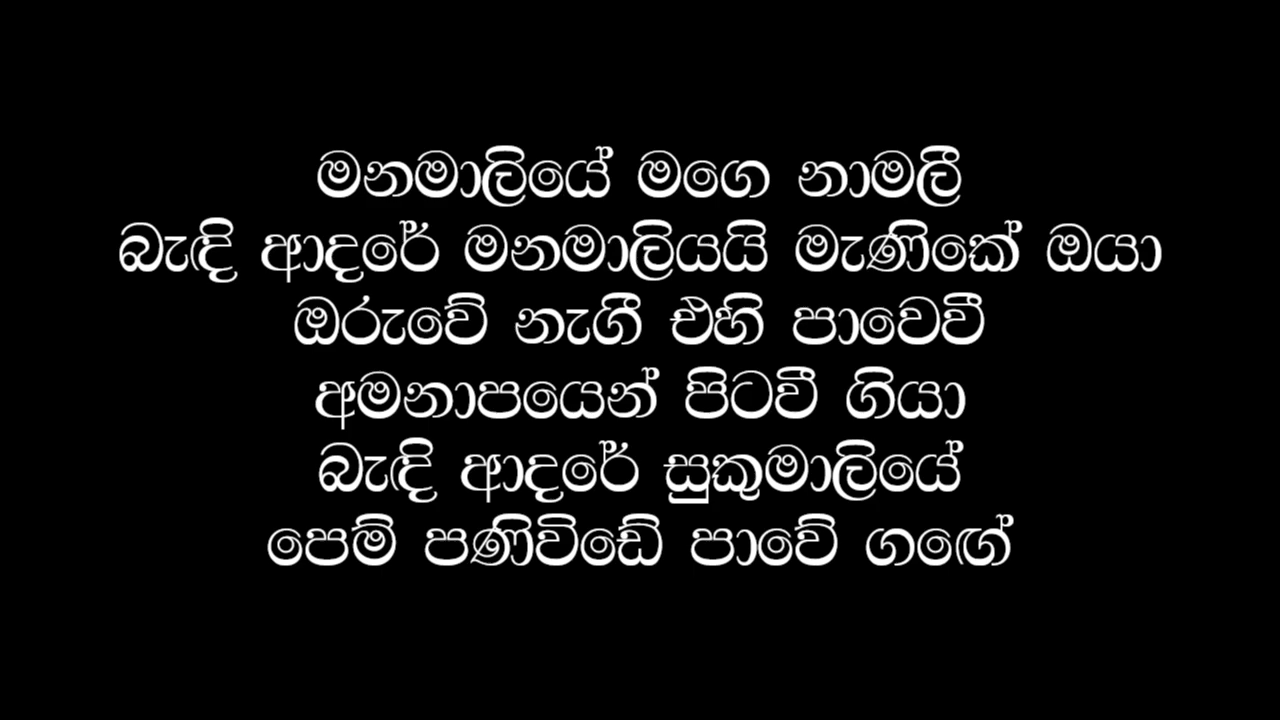 මනමාලියේ මගෙ නාමලී
බැඳි ආදරේ මනමාලියයි මැණිකේ ඔයා
ඔරුවේ නැගී එහි පාවෙවී
අමනාපයෙන් පිටවී ගියා
බැඳි ආදරේ සුකුමාලියේ
පෙම් පණිවිඩේ පාවේ ගඟේ